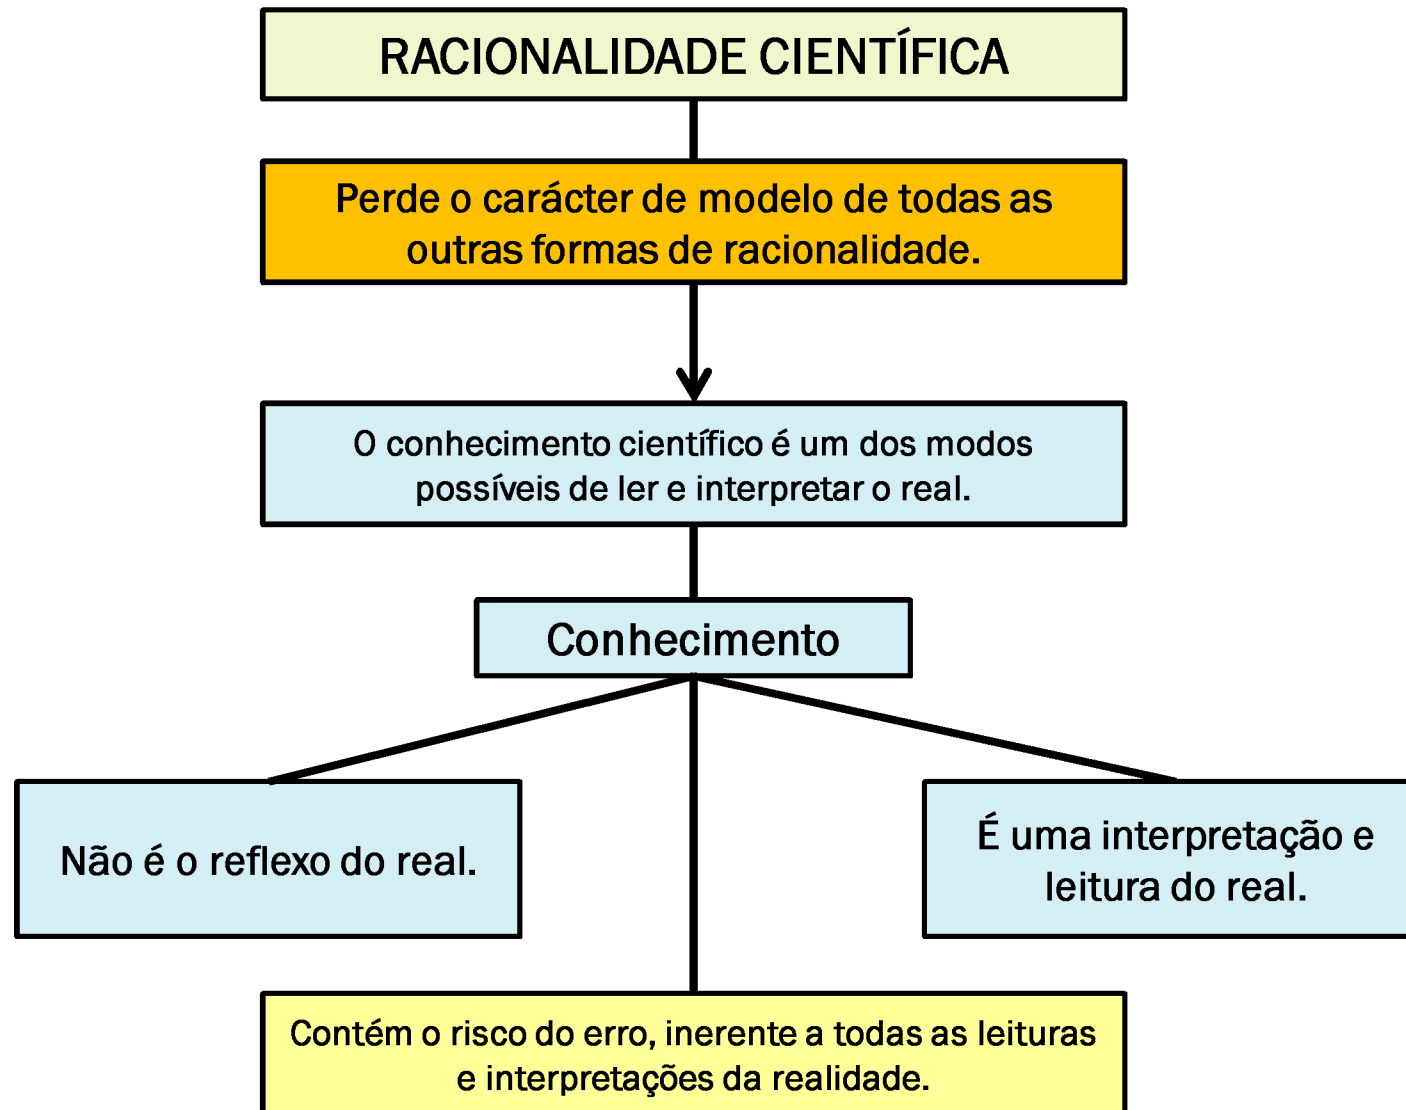 RACIONALIDADE CIENTÍFICA
Perde o carácter de modelo de todas as
outras formas de racionalidade.
O conhecimento científico é um dos modos
possíveis de ler e interpretar o real.
Conhecimento
Não é o reflexo do real.
É uma interpretação e
leitura do real.
Contém o risco do erro, inerente a todas as leituras
e interpretações da realidade.